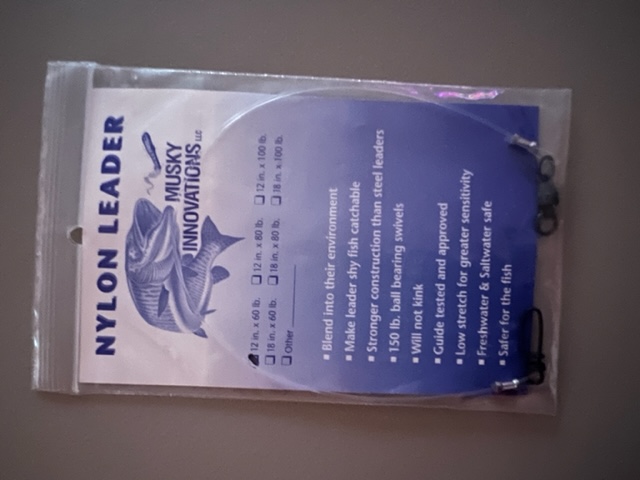 NYLON LEADER
MUSKY
INNOVATIONS LLC
12 in. x 60 lb. 12 in. x 80 lb. 12 in. x 100 lb.
18 in. x 60 lb. 18 in. x 80 lb. 18 in. x 100 lb.
Other
Blend into their environment
Make leader shy fish catchable
Stronger construction than steel leaders
150 lb. ball bearing swivels
Will not kink
Guide tested and approved
Low stretch for greater sensitivity
Freshwater & Saltwater safe
Safer for the fish